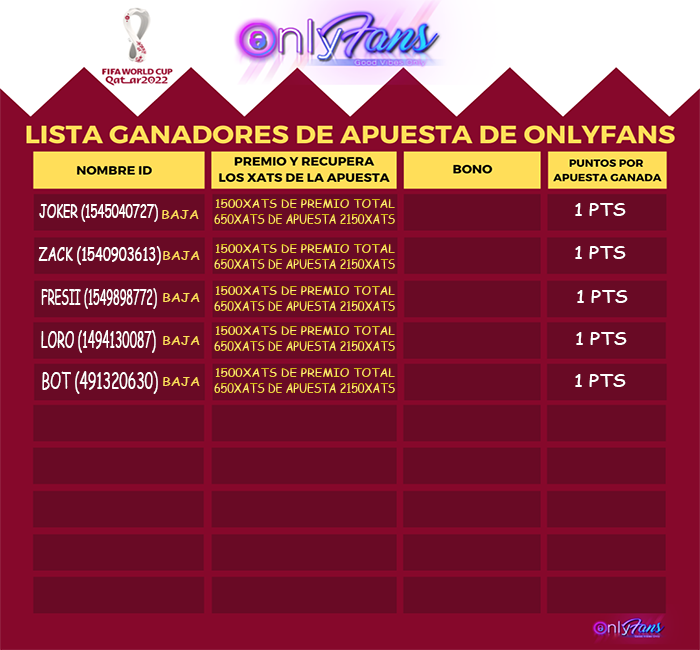 FIFA WORLD CUP
Qatar2022
OnlyFans
Good Vibes Only
LISTA GANADORES DE APUESTA DE ONLYFANS
NOMBRE ID
PREMIO Y RECUPERA
LOS XATS DE LA APUESTA
BONO
PUNTOS POR
APUESTA GANADA
JOKER (1545040727) BAJA
1500XATS DE PREMIO TOTAL
650XATS DE APUESTA 2150XATS
1 PTS
ZACK (1540903613) BAJA
1500XATS DE PREMIO TOTAL
650XATS DE APUESTA 2150XATS
1 PTS
FRESII (1549898772) BAJA
1500XATS DE PREMIO TOTAL
650XATS DE APUESTA 2150XATS
1 PTS
LORO (1494130087) BAJA
1500XATS DE PREMIO TOTAL
650XATS DE APUESTA 2150XATS
1 PTS
BOT (491320630) BAJA
1500XATS DE PREMIO TOTAL
650XATS DE APUESTA 2150XATS
1 PTS
OnlyFans